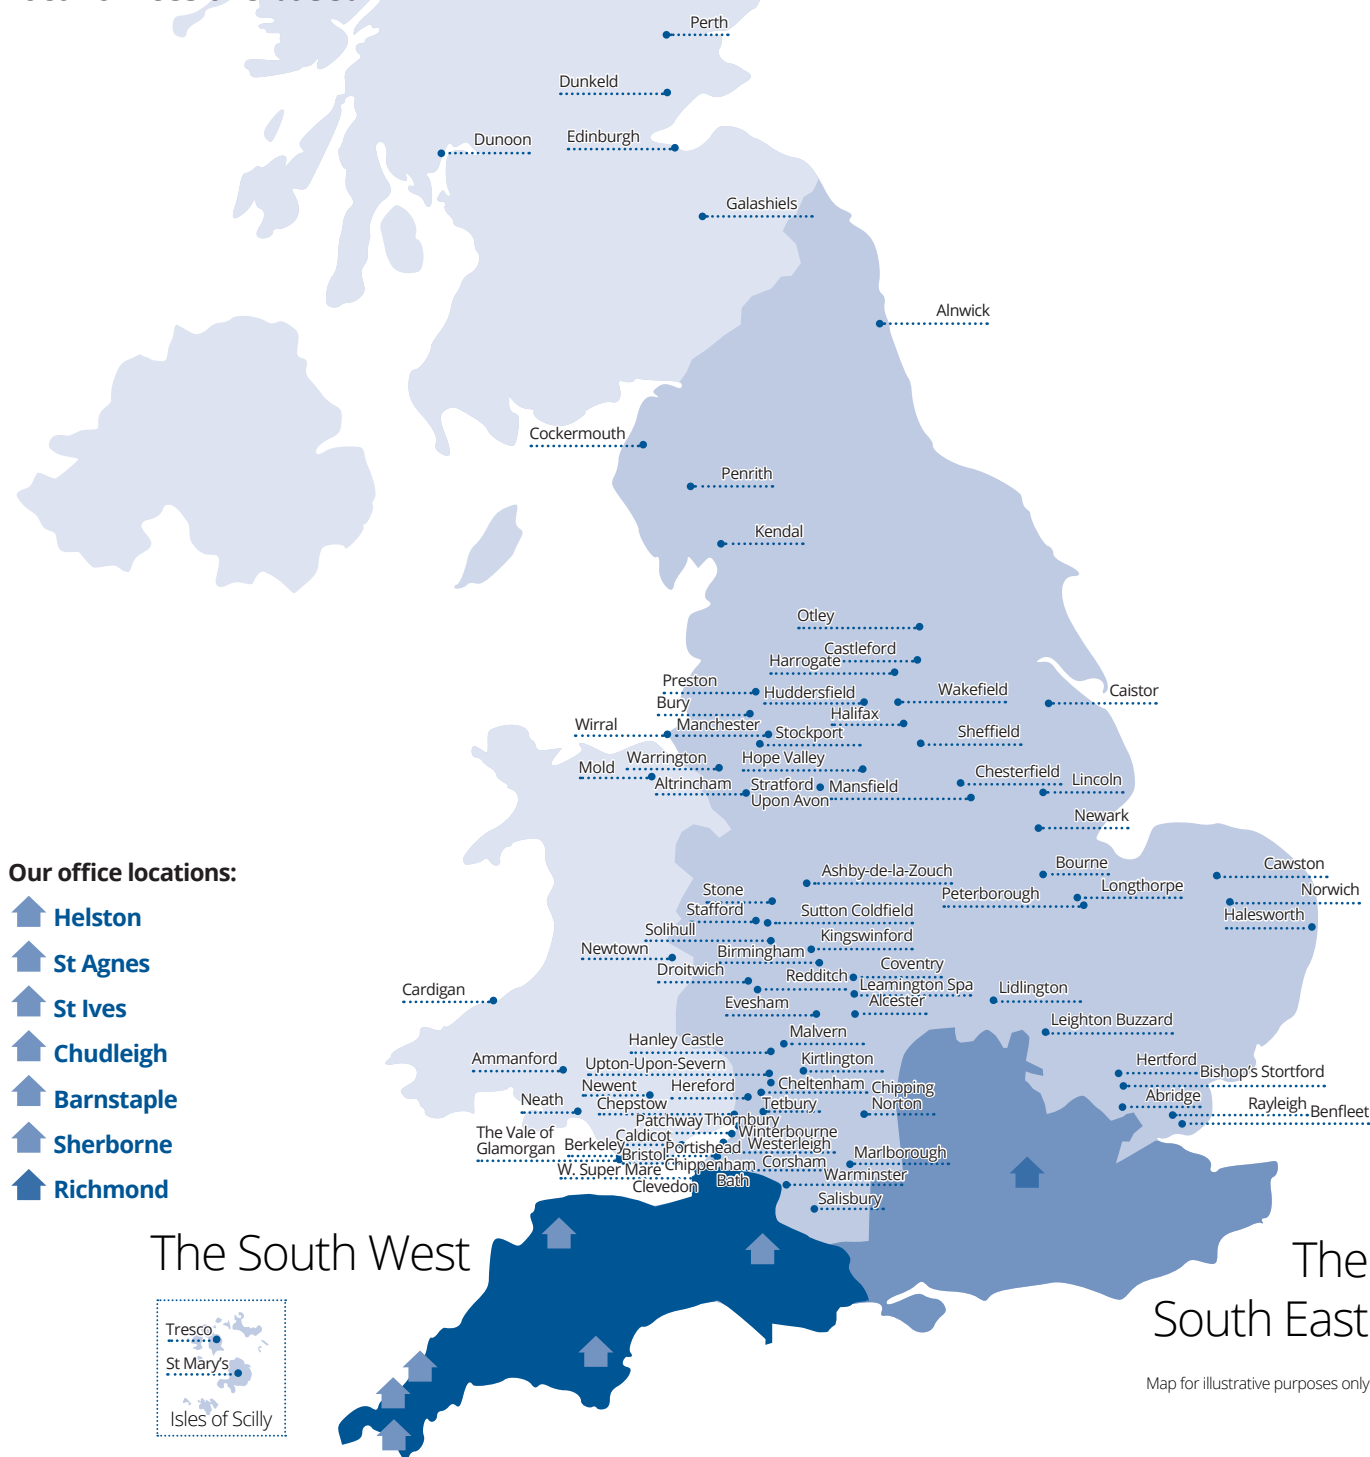 Perth
Dunkeld
Dunoon
Edinburgh
Galashiels
Alnwick
Cockermouth
Penrith
Kendal
Otley
Castleford
Harrogate
Preston
Huddersfield
Wakefield
Caistor
Bury
Halifax
Wirral
Manchester
Stockport
Sheffield
Mold
Warrington
Hope Valley
Chesterfield
Lincoln
Altrincham
Stratford
Upon Avon
Mansfield
Newark
Our office locations:
Helston
St Agnes
St Ives
Chudleigh
Barnstaple
Sherborne
Richmond
Ashby-de-la-Zouch
Bourne
Cawston
Stone
Peterborough
Longthorpe
Norwich
Stafford
Sutton Coldfield
Halesworth
Solihull
Kingswinford
Newtown
Birmingham
Droitwich
Redditch
Coventry
Cardigan
Leamington Spa
Lidlington
Evesham
Alcester
Leighton Buzzard
Hanley Castle
Malvern
Ammanford
Upton-Upon-Severn
Kirtlington
Hertford
Bishop's Stortford
Newent
Hereford
Cheltenham
Chipping
Norton
Abridge
Neath
Chepstow
Tetbury
Rayleigh
Benfleet
Patchway
Thornbury
The Vale of
Glamorgan
Caldicot
Winterbourne
Berkeley
Bristol
Portishead
Westerleigh
Marlborough
W. Super Mare
Chippenham
Corsham
Clevedon
Bath
Warminster
Salisbury
The South West
The
South East
Tresco
St Mary's
Isles of Scilly
Map for illustrative purposes only